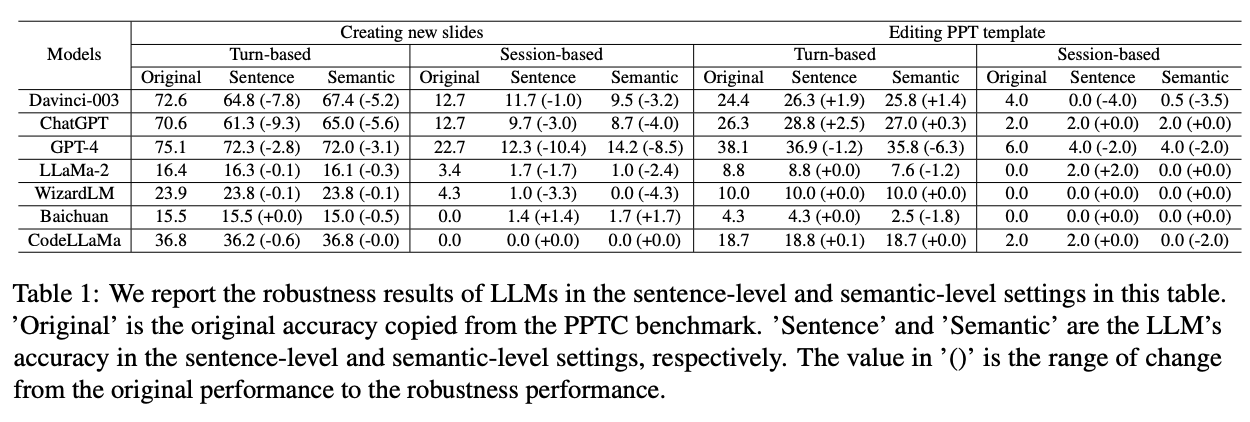 Models Creating new slides Editing PPT template
Turn-based Session-based Turn-based Session-based
Original Sentence Semantic Original Sentence Semantic Original Sentence Semantic Original Sentence Semantic
Davinci-003 72.6 64.8 (-7.8) 67.4 (-5.2) 12.7 11.7 (-1.0) 9.5 (-3.2) 24.4 26.3 (+1.9) 25.8 (+1.4) 4.0 0.0 (-4.0) 0.5 (-3.5)
ChatGPT 70.6 61.3 (-9.3) 65.0 (-5.6) 12.7 9.7 (-3.0) 8.7 (-4.0) 26.3 28.8 (+2.5) 27.0 (+0.3) 2.0 2.0 (+0.0) 2.0 (+0.0)
GPT-4 75.1 72.3 (-2.8) 72.0 (-3.1) 22.7 12.3 (-10.4) 14.2 (-8.5) 38.1 36.9 (-1.2) 35.8 (-6.3) 6.0 4.0 (-2.0) 4.0 (-2.0)
LLaMa-2 16.4 16.3 (-0.1) 16.1 (-0.3) 3.4 1.7 (-1.7) 1.0 (-2.4) 8.8 8.8 (+0.0) 7.6 (-1.2) 0.0 2.0 (+2.0) 0.0 (+0.0)
WizardLM 23.9 23.8 (-0.1) 23.8 (-0.1) 4.3 1.0 (-3.3) 0.0 (-4.3) 10.0 10.0 (+0.0) 10.0 (+0.0) 0.0 0.0 (+0.0) 0.0 (+0.0)
Baichuan 15.5 15.5 (+0.0) 15.0 (-0.5) 0.0 1.4 (+1.4) 1.7 (+1.7) 4.3 4.3 (+0.0) 2.5 (-1.8) 0.0 0.0 (+0.0) 0.0 (+0.0)
CodeLLaMa 36.8 36.2 (-0.6) 36.8 (-0.0) 0.0 0.0 (+0.0) 0.0 (+0.0) 18.7 18.8 (+0.1) 18.7 (+0.0) 2.0 2.0 (+0.0) 0.0 (-2.0)
Table 1: We report the robustness results of LLMs in the sentence-level and semantic-level settings in this table.
’Original’ is the original accuracy copied from the PPTC benchmark. ’Sentence’ and ’Semantic’ are the LLM’s
accuracy in the sentence-level and semantic-level settings, respectively. The value in ’()’ is the range of change
from the original performance to the robustness performance.